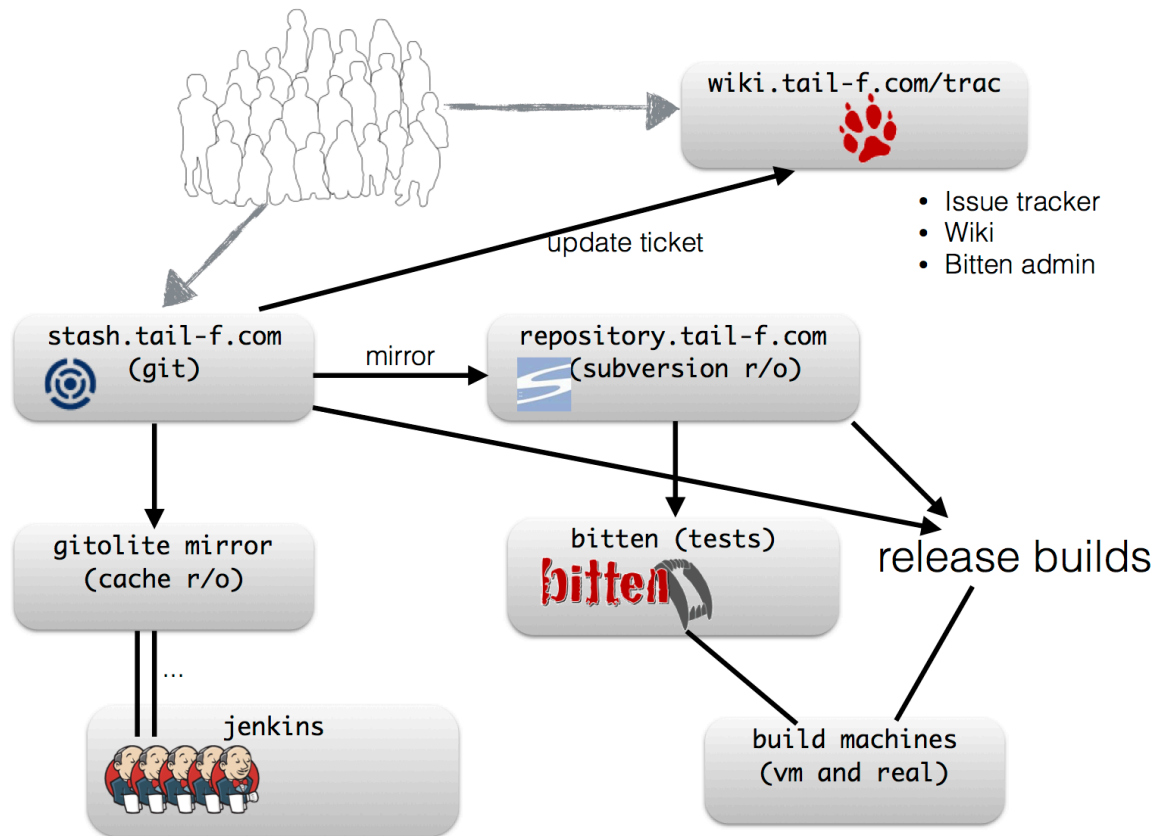 wiki.tail-f.com/trac
• Issue tracker
• Wiki
• Bitten admin
update ticket
stash.tail-f.com
(git)
mirror
repository.tail-f.com
(subversion r/o)
gitolite mirror
(cache r/o)
bitten (tests)
bitten
release builds
...
jenkins
build machines
(vm and real)